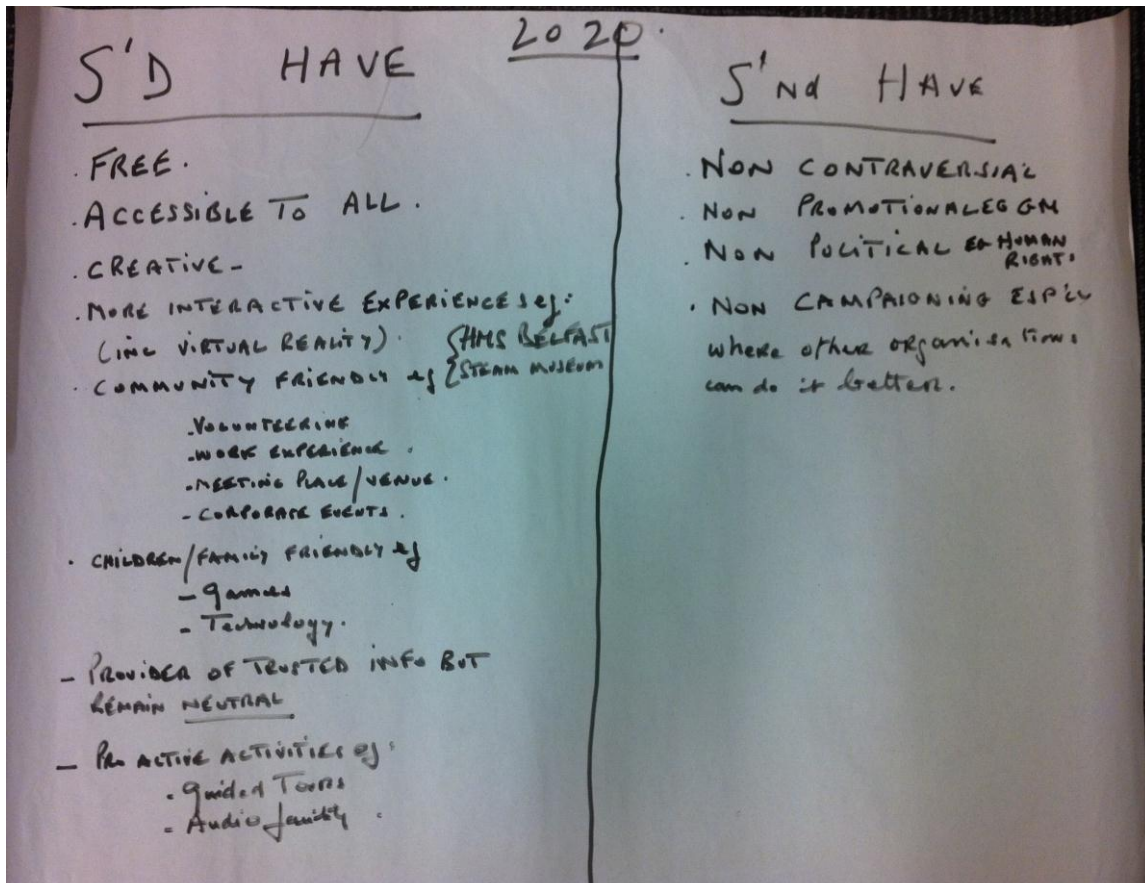 2020.
S'D HAVE
. FREE.
. ACCESSIBLE TO ALL.
. CREATIVE -
. MORE INTERACTIVE EXPERIENCES eg:
(INC VIRTUAL REALITY). {HMS BELFAST
. COMMUNITY FRIENDLY eg {STEAM MUSEUM
. VOLUNTEERING
- WORK EXPERIENCE.
- MEETING PLACE/VENUE.
- CORPORATE EVENTS.
. CHILDREN/FAMILY FRIENDLY eg
- Games
- Technology.
- PROVIDER OF TRUSTED INFO BUT
REMAIN NEUTRAL
- PRO ACTIVE ACTIVITIES eg:
. Guided Tours
- Audio .
S'Nd HAVE
. NON CONTRAVERSIAL
. NON PROMOTIONAL EG GM
. NON POLITICAL EG HUMAN
RIGHTS
. NON CAMPAIGNING ESP'LY
where other organisations
can do it better.